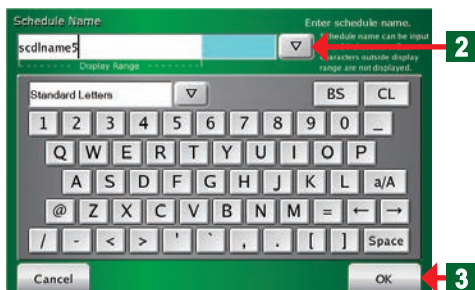 Schedule Name
Enter schedule name.
scdlname5
▽
*Schedule name can be input
characters outside display
range are not displayed.
Display Range
2
Standard Letters ▽ BS CL
1 2 3 4 5 6 7 8 9 0 _
Q W E R T Y U I O P
A S D F G H J K L a/A
@ Z X C V B N M = ← →
/ - < > ' ` , . [ ] Space
Cancel OK
3